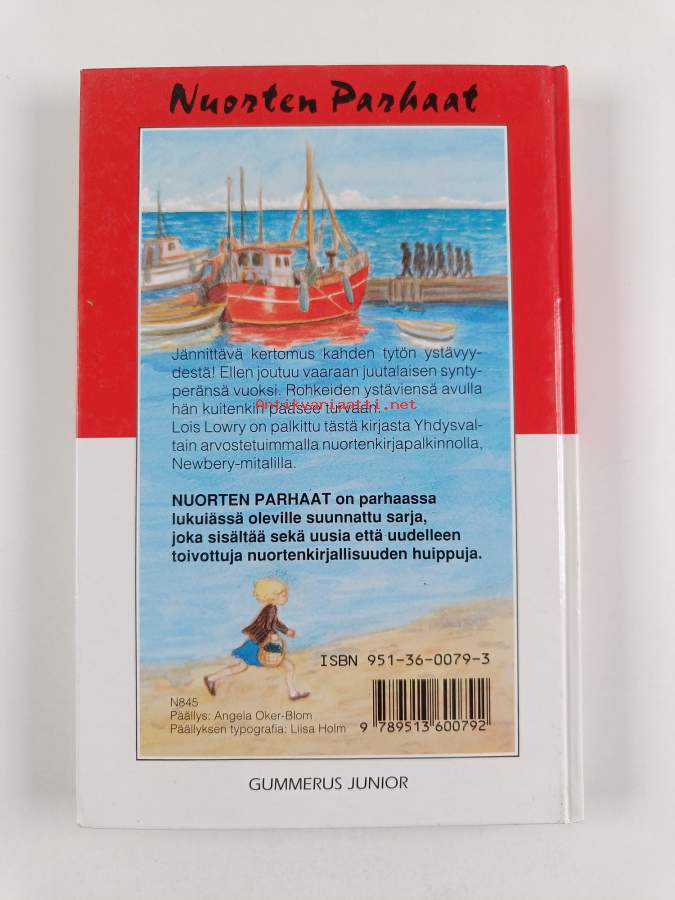 Nuorten Parhaat
Jännittävä kertomus kahden tytön ystävyy-
destä! Ellen joutuu vaaraan juutalaisen synty-
peränsä vuoksi. Rohkeiden ystäviensä avulla
Antikvariaatti.net
hän kuitenkin pääsee turvaan.
Lois Lowry on palkittu tästä kirjasta Yhdysval-
tain arvostetuimmalla nuortenkirjapalkinnolla,
Newbery-mitalilla.
NUORTEN PARHAAT on parhaassa
lukuiässä oleville suunnattu sarja,
joka sisältää sekä uusia että uudelleen
toivottuja nuortenkirjallisuuden huippuja.
ISBN 951-36-0079-3
N845
Päällys: Angela Oker-Blom
Päällyksen typografia: Liisa Holm
9 789513 600792
GUMMERUS JUNIOR